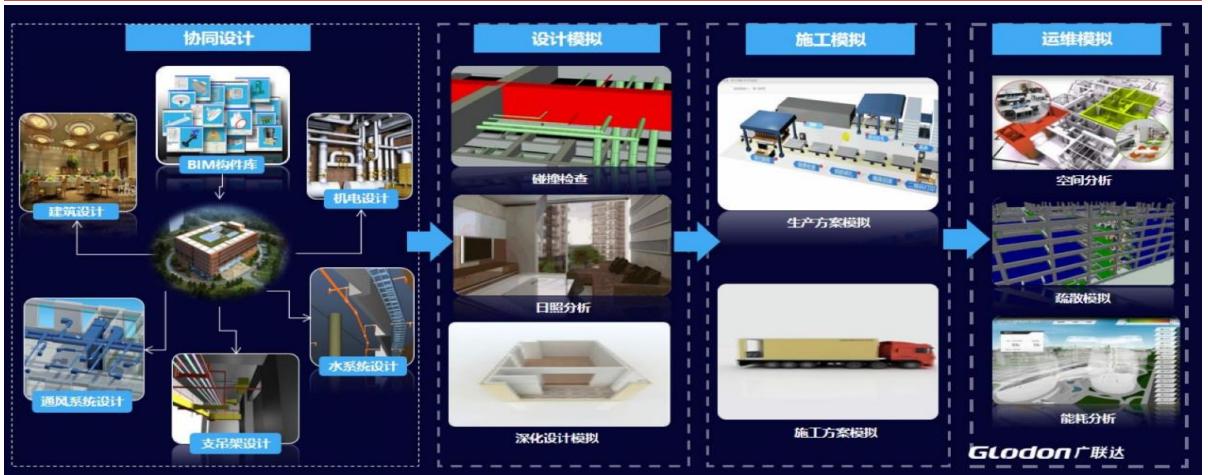 协同设计
BIM构件库
建筑设计
机电设计
通风系统设计
支吊架设计
水系统设计
设计模拟
碰撞检查
日照分析
深化设计模拟
施工模拟
生产方案模拟
施工方案模拟
运维模拟
空间分析
疏散模拟
能耗分析
GLodon广联达